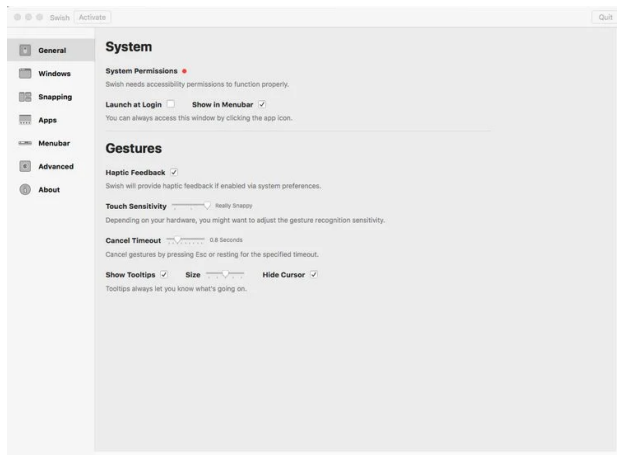 Swish Activate Quit
General
Windows
Snapping
Apps
Menubar
Advanced
About
System
System Permissions
Swish needs accessibility permissions to function properly.
Launch at Login Show in Menubar
You can always access this window by clicking the app icon.
Gestures
Haptic Feedback
Swish will provide haptic feedback if enabled via system preferences.
Touch Sensitivity Really Snappy
Depending on your hardware, you might want to adjust the gesture recognition sensitivity.
Cancel Timeout 0.6 Seconds
Cancel gestures by pressing Esc or resting for the specified timeout.
Show Tooltips Size Hide Cursor
Tooltips always let you know what's going on.